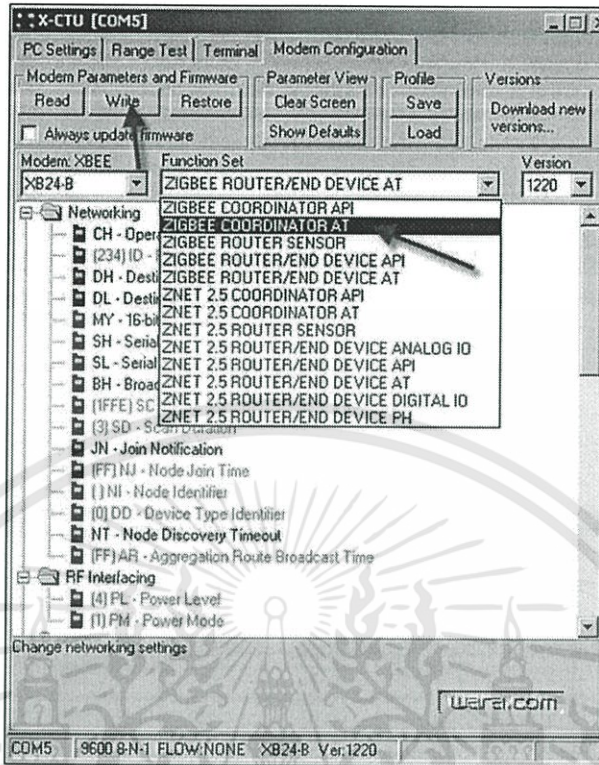 X-CTU [COM5]
PC Settings Range Test Terminal Modem Configuration
Modem Parameters and Firmware Parameter View Profile Versions
Read Write Restore Clear Screen Save Download new versions...
Always update firmware Show Defaults Load
Modem: XBEE Function Set Version
XB24-B ZIGBEE ROUTER/END DEVICE AT 1220
Networking
CH - Oper
(234) ID -
DH - Desti
DL - Destin
MY - 16-bit
SH - Serial
SL - Serial
BH - Broad
(1FFE) SC
(3) SD - Scan Duration
JN - Join Notification
(FF) NJ - Node Join Time
( ) NI - Node Identifier
(0) DD - Device Type Identifier
NT - Node Discovery Timeout
(FF) AR - Aggregation Route Broadcast Time
RF Interfacing
(4) PL - Power Level
(1) PM - Power Mode
ZIGBEE COORDINATOR API
ZIGBEE COORDINATOR AT
ZIGBEE ROUTER SENSOR
ZIGBEE ROUTER/END DEVICE API
ZIGBEE ROUTER/END DEVICE AT
ZNET 2.5 COORDINATOR API
ZNET 2.5 COORDINATOR AT
ZNET 2.5 ROUTER SENSOR
ZNET 2.5 ROUTER/END DEVICE ANALOG IO
ZNET 2.5 ROUTER/END DEVICE API
ZNET 2.5 ROUTER/END DEVICE AT
ZNET 2.5 ROUTER/END DEVICE DIGITAL IO
ZNET 2.5 ROUTER/END DEVICE PH
Change networking settings
COM5 9600 8-N-1 FLOW:NONE XB24-B Ver:1220